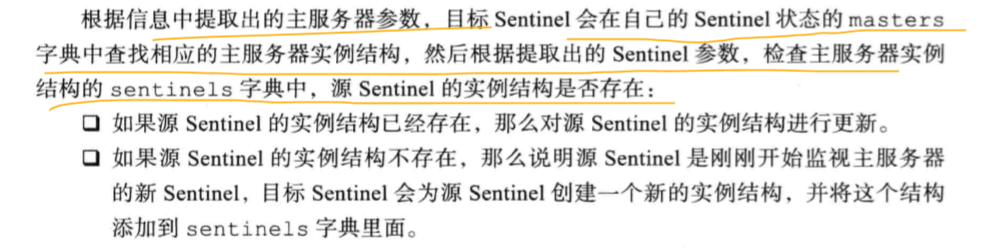 根据信息中提取出的主服务器参数，目标 Sentinel 会在自己的 Sentinel 状态的 masters
字典中查找相应的主服务器实例结构，然后根据提取出的 Sentinel 参数，检查主服务器实例
结构的 sentinels 字典中，源 Sentinel 的实例结构是否存在：
❑ 如果源 Sentinel 的实例结构已经存在，那么对源 Sentinel 的实例结构进行更新。
❑ 如果源 Sentinel 的实例结构不存在，那么说明源 Sentinel 是刚刚开始监视主服务器
的新 Sentinel，目标 Sentinel 会为源 Sentinel 创建一个新的实例结构，并将这个结构
添加到 sentinels 字典里面。